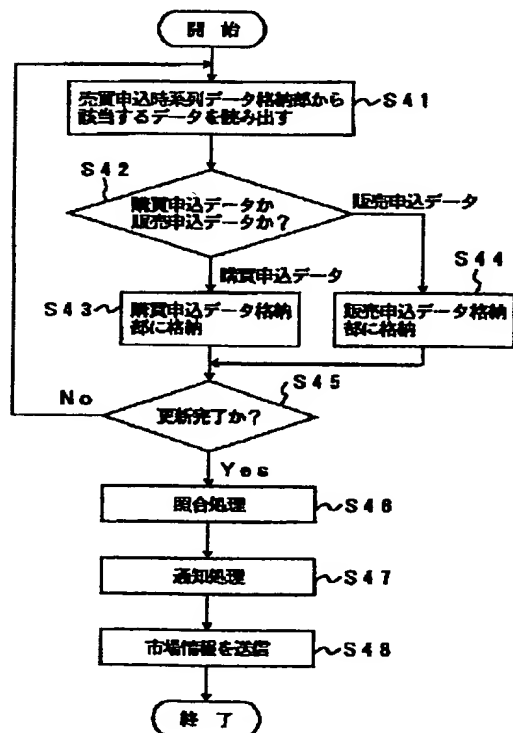 開始
売買申込時系列データ格納部から
該当するデータを読み出す
S41
S42
購買申込データか
販売申込データか？
販売申込データ
購買申込データ
S43
購買申込データ格納
部に格納
S44
販売申込データ格納
部に格納
S45
更新完了か？
No
Yes
照合処理
S46
通知処理
S47
市場情報を送信
S48
終了